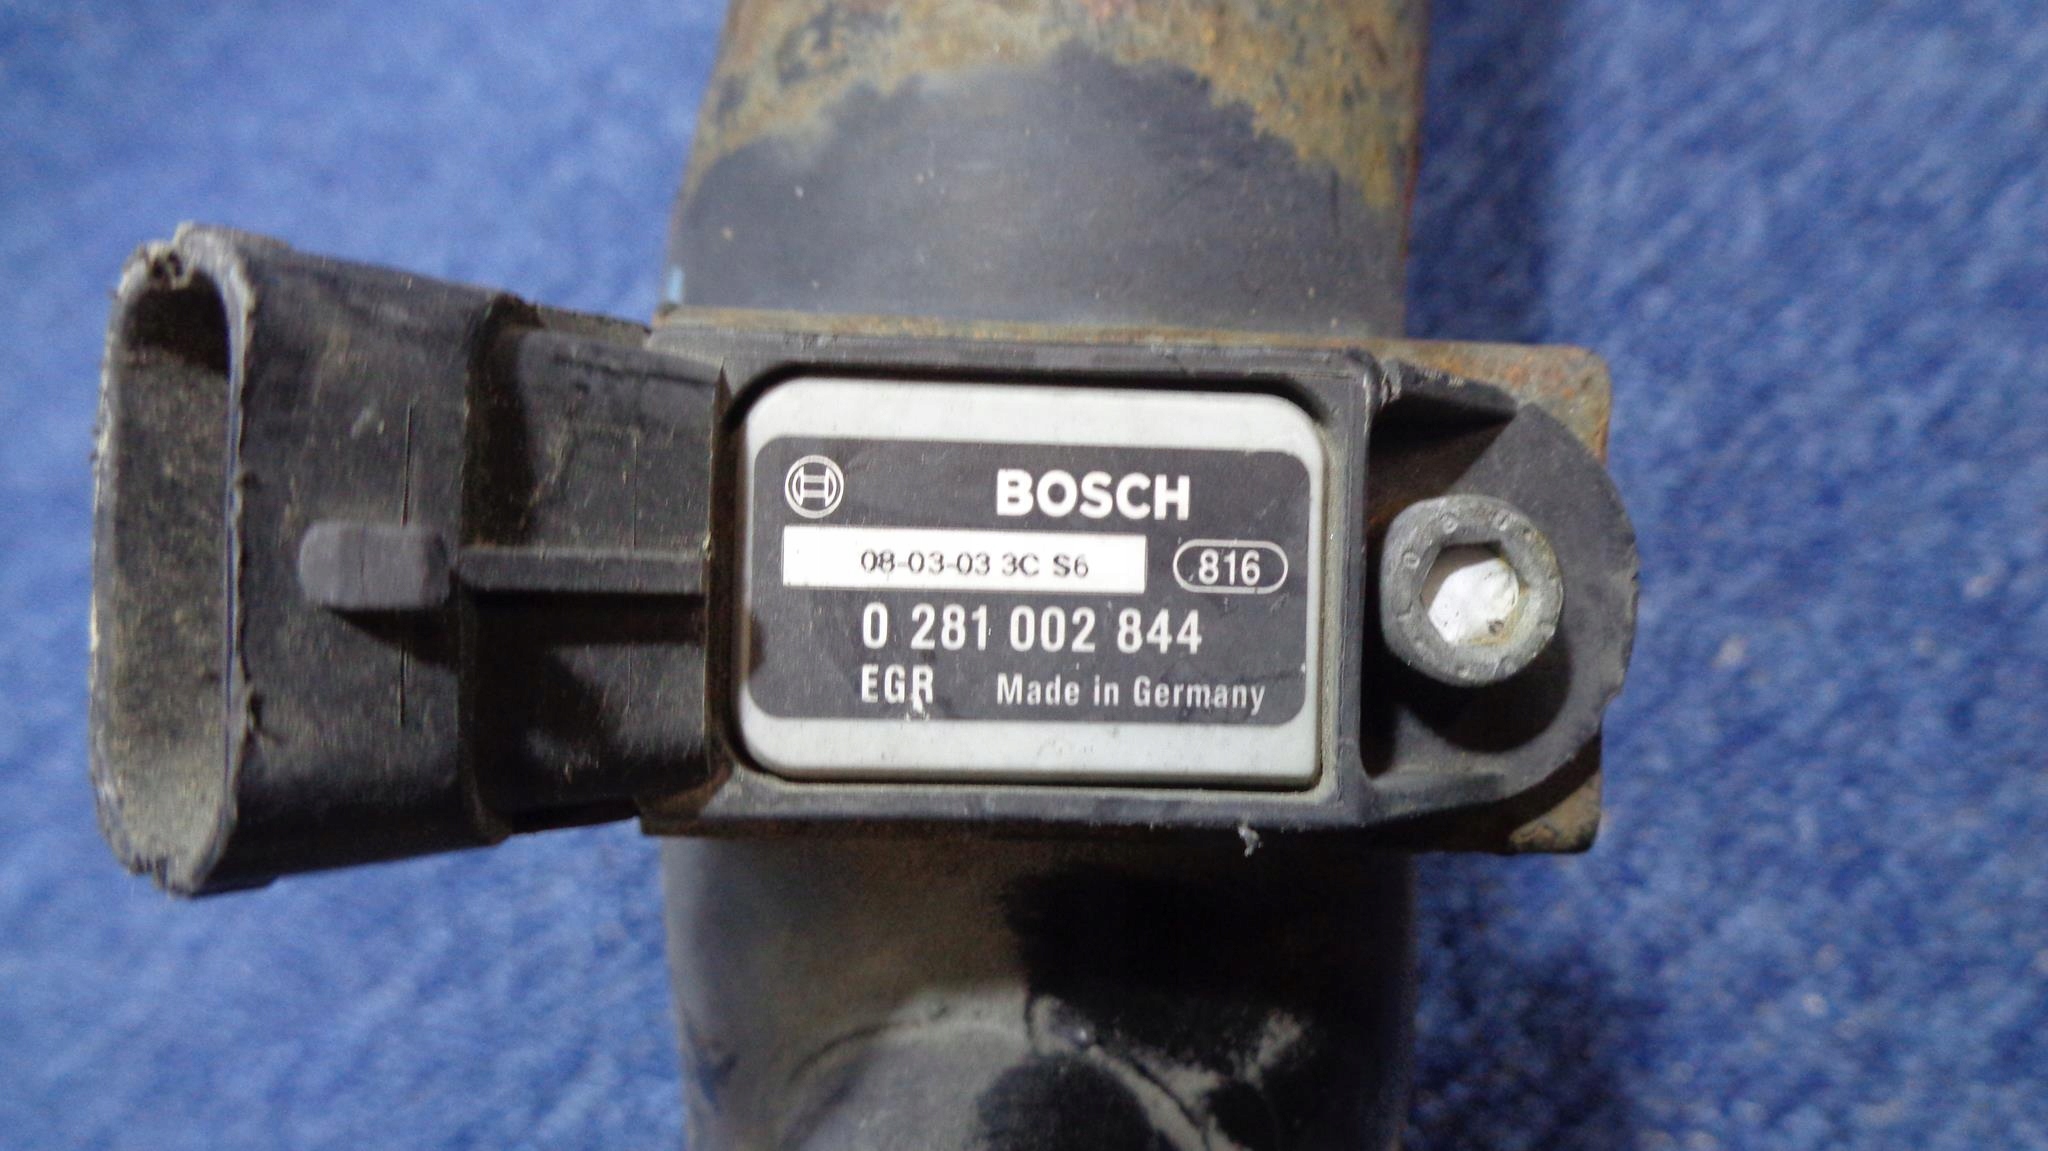 BOSCH
08-03-03 3C S6
816
0 281 002 844
EGR Made in Germany